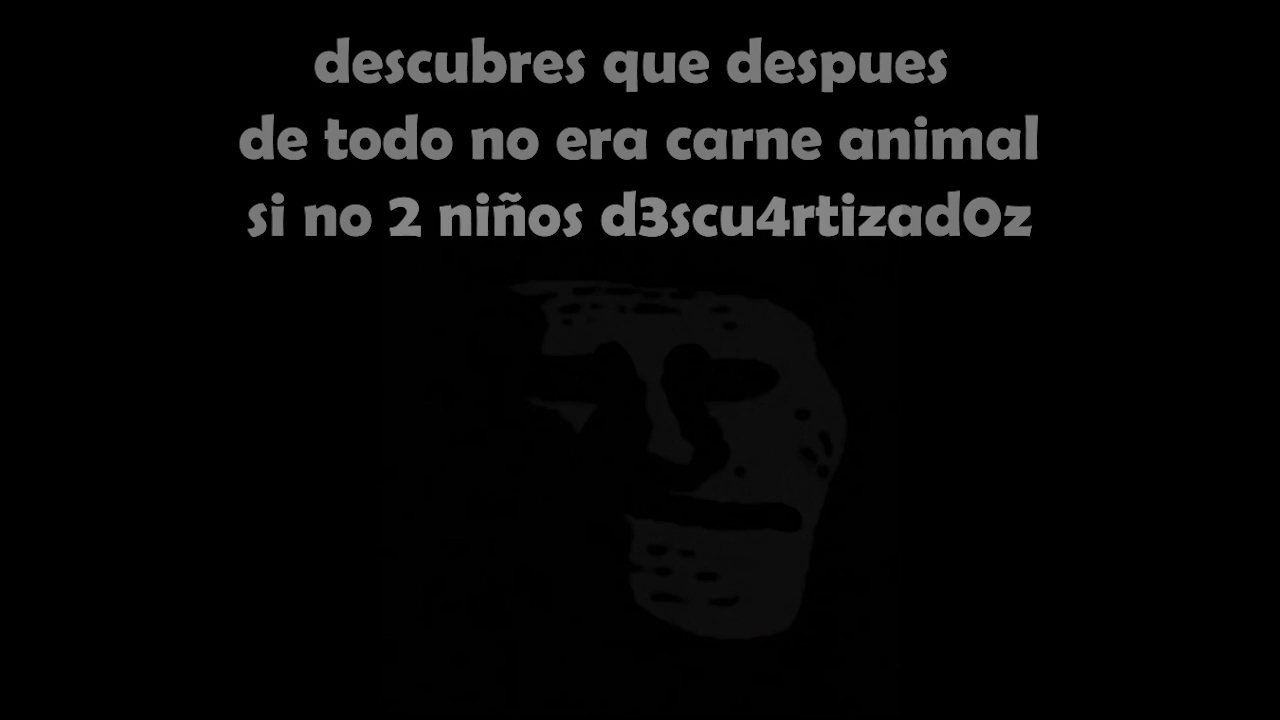 descubres que despues
de todo no era carne animal
si no 2 niños d3scu4rtizad0z